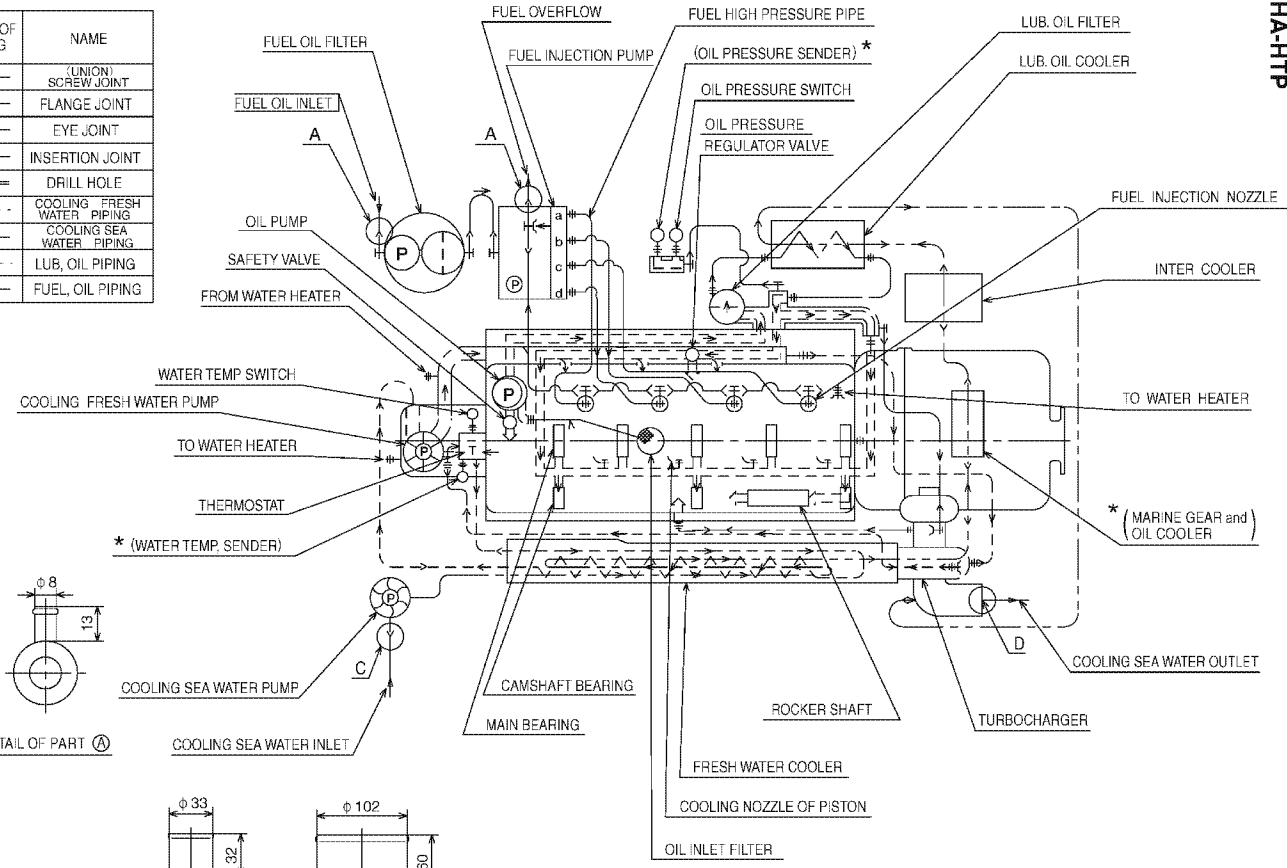 HA-HTP
OF
G
NAME
(UNION)
SCREW JOINT
FLANGE JOINT
EYE JOINT
INSERTION JOINT
DRILL HOLE
COOLING FRESH
WATER PIPING
COOLING SEA
WATER PIPING
LUB, OIL PIPING
FUEL, OIL PIPING
FUEL OVERFLOW
FUEL HIGH PRESSURE PIPE
LUB. OIL FILTER
FUEL OIL FILTER
FUEL INJECTION PUMP
(OIL PRESSURE SENDER) *
LUB. OIL COOLER
FUEL OIL INLET
OIL PRESSURE SWITCH
A
A
OIL PRESSURE
REGULATOR VALVE
FUEL INJECTION NOZZLE
OIL PUMP
a
b
c
d
P
P
SAFETY VALVE
INTER COOLER
FROM WATER HEATER
WATER TEMP SWITCH
P
COOLING FRESH WATER PUMP
TO WATER HEATER
TO WATER HEATER
P
T
THERMOSTAT
* (MARINE GEAR and
OIL COOLER)
* (WATER TEMP, SENDER)
P
C
D
COOLING SEA WATER OUTLET
COOLING SEA WATER PUMP
CAMSHAFT BEARING
ROCKER SHAFT
TURBOCHARGER
MAIN BEARING
COOLING SEA WATER INLET
FRESH WATER COOLER
COOLING NOZZLE OF PISTON
OIL INLET FILTER
φ8
13
TAIL OF PART Ⓐ
φ33
32
φ102
60